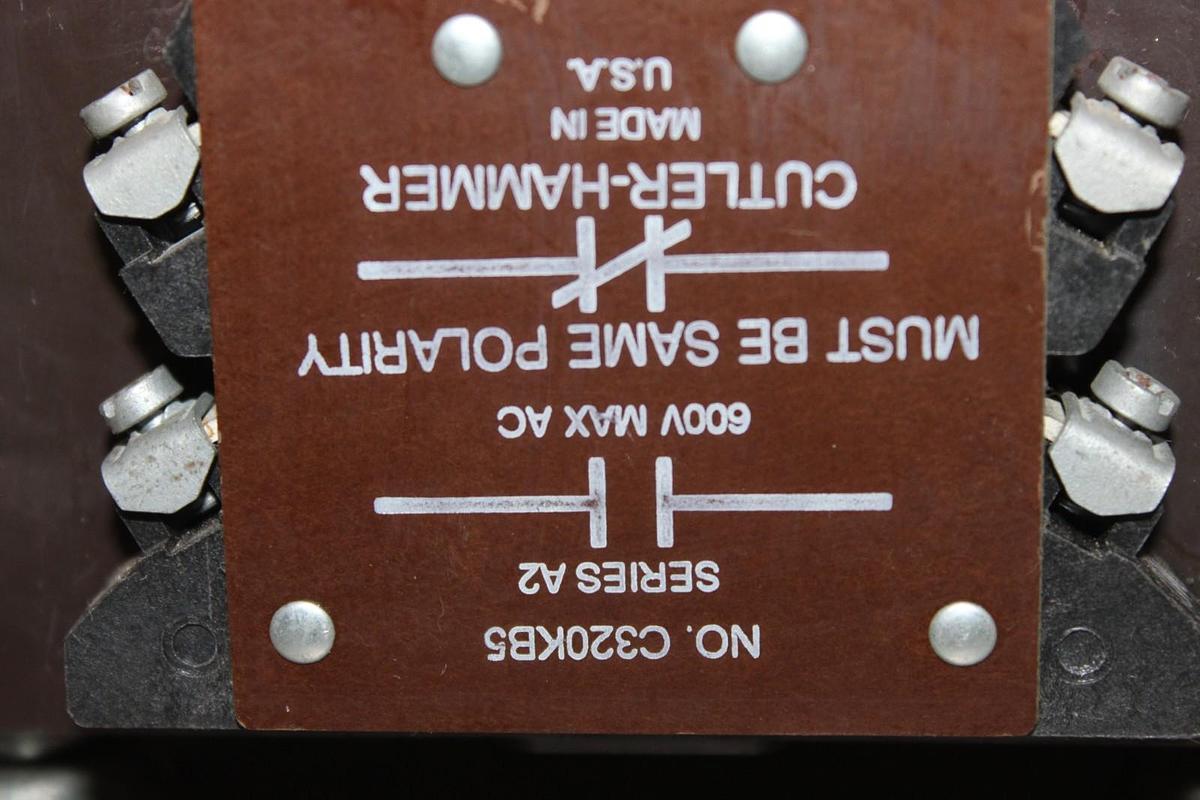 NO. C320KB5
SERIES A2
600V MAX AC
MUST BE SAME POLARITY
CUTLER-HAMMER
MADE IN
U.S.A.